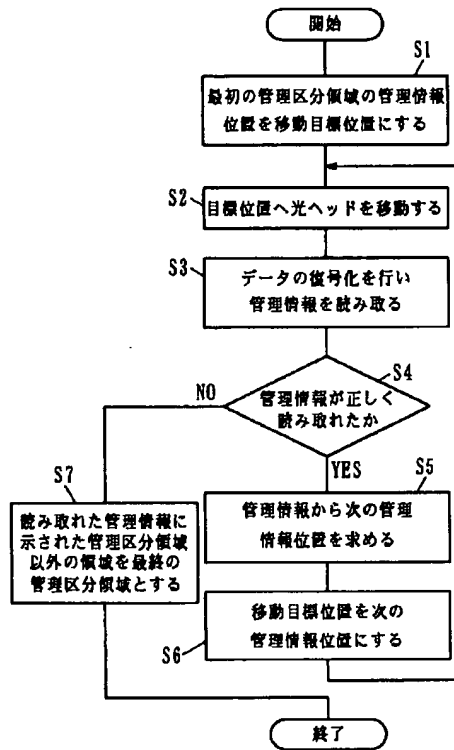 開始
S1
最初の管理区分領域の管理情報
位置を移動目標位置にする
S2
目標位置へ光ヘッドを移動する
S3
データの復号化を行い
管理情報を読み取る
S4
管理情報が正しく
読み取れたか
NO
YES
S5
管理情報から次の管理
情報位置を求める
S7
読み取れた管理情報に
示された管理区分領域
以外の領域を最終の
管理区分領域とする
移動目標位置を次の
管理情報位置にする
S6
終了